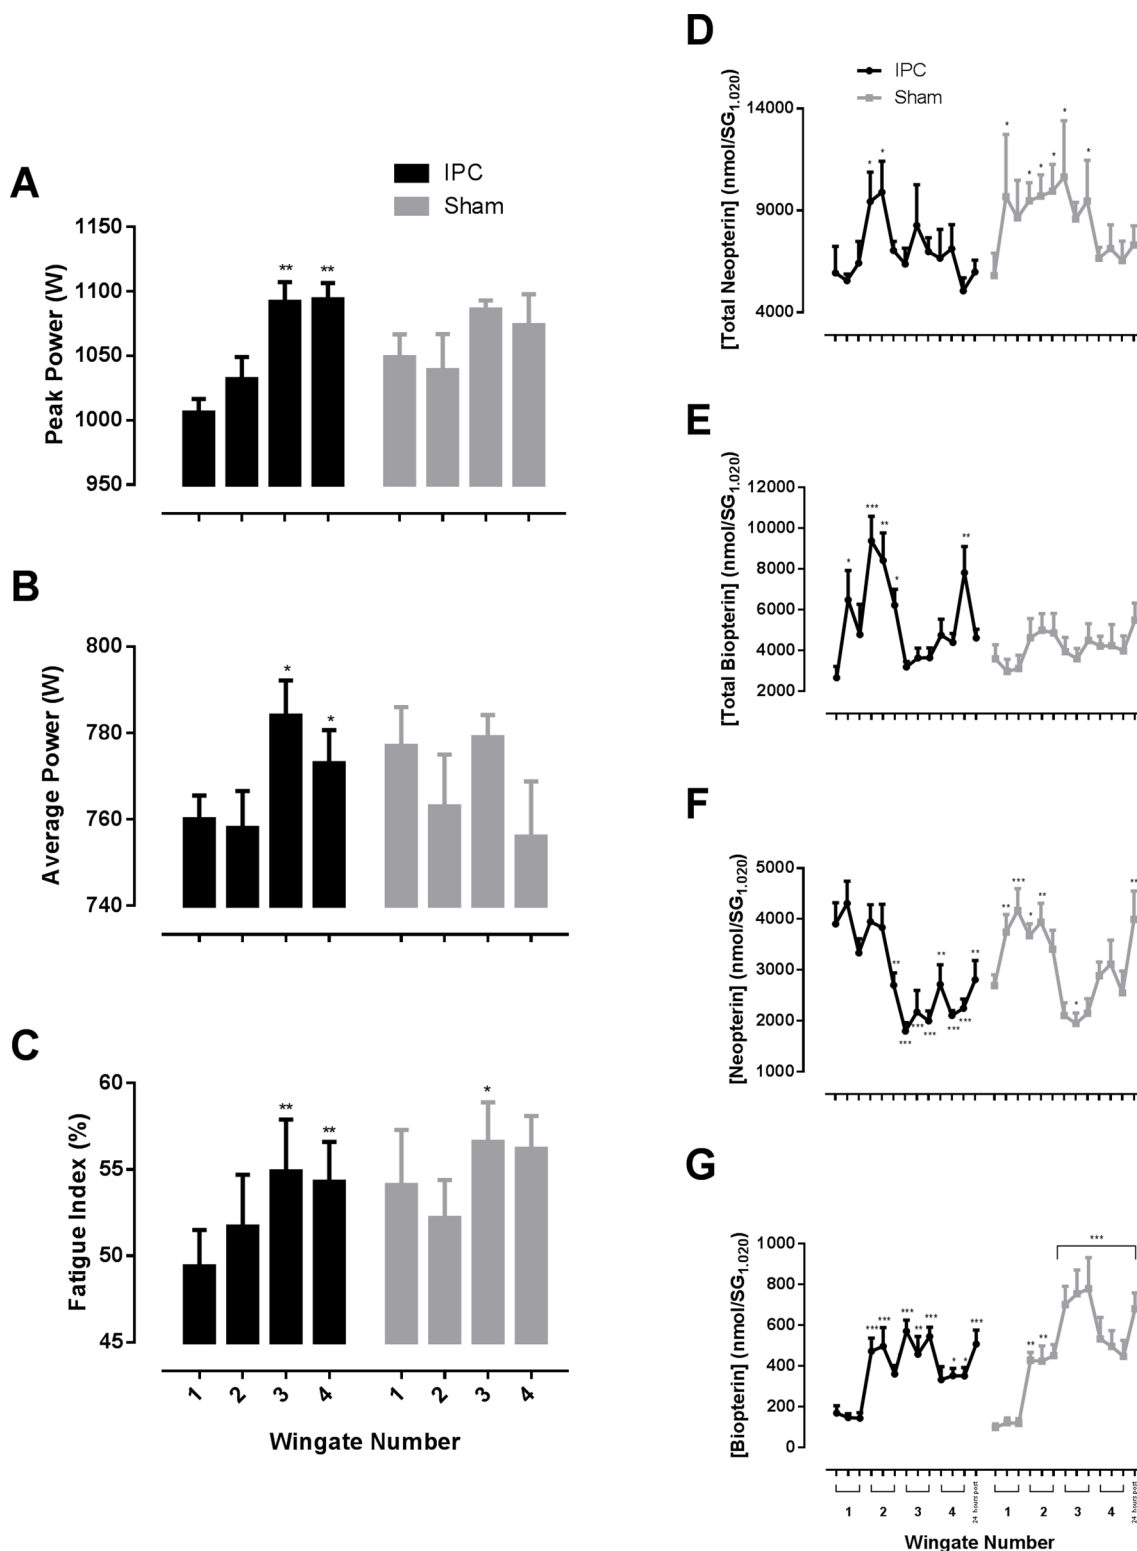 A
IPC
Sham
Peak Power (W)
1150
1100
1050
1000
950
** **
B
Average Power (W)
800
780
760
740
* *
C
Fatigue Index (%)
60
55
50
45
** ** *
1 2 3 4 1 2 3 4
Wingate Number
D
IPC
Sham
[Total Neopterin] (nmol/SG1.020)
14000
9000
4000
* * * * * * * *
E
[Total Biopterin] (nmol/SG1.020)
12000
10000
8000
6000
4000
2000
* *** ** * **
F
[Neopterin] (nmol/SG1.020)
5000
4000
3000
2000
1000
** *** *** *** ** *** *** ** ** *** * ** * **
G
[Biopterin] (nmol/SG1.020)
1000
800
600
400
200
0
*** *** *** ** *** * * *** ** ** ***
1 2 3 4 24 hours post 1 2 3 4 24 hours post
Wingate Number